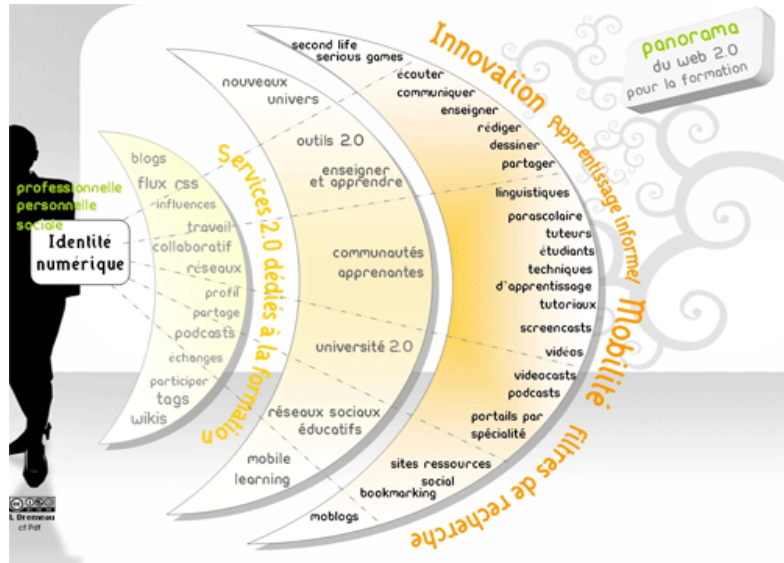 panorama
du web 2.0
pour la formation
professionnelle
personnelle
sociale
Identité
numérique
blogs
flux rss
influences
travail
collaboratif
réseaux
profil
partage
podcasts
échanges
participer
tags
wikis
Services 2.0 dédiés à la formation
nouveaux
univers
outils 2.0
enseigner
et apprendre
communautés
apprenantes
université 2.0
réseaux sociaux
éducatifs
mobile
learning
second life
serious games
écouter
communiquer
enseigner
rédiger
dessiner
partager
linguistiques
parascolaire
tuteurs
étudiants
techniques
d'apprentissage
tutoriaux
screencasts
vidéos
videocasts
podcasts
portails par
spécialité
sites ressources
social
bookmarking
moblogs
Innovation
Apprentissage informel
Mobilité
filtres de recherche